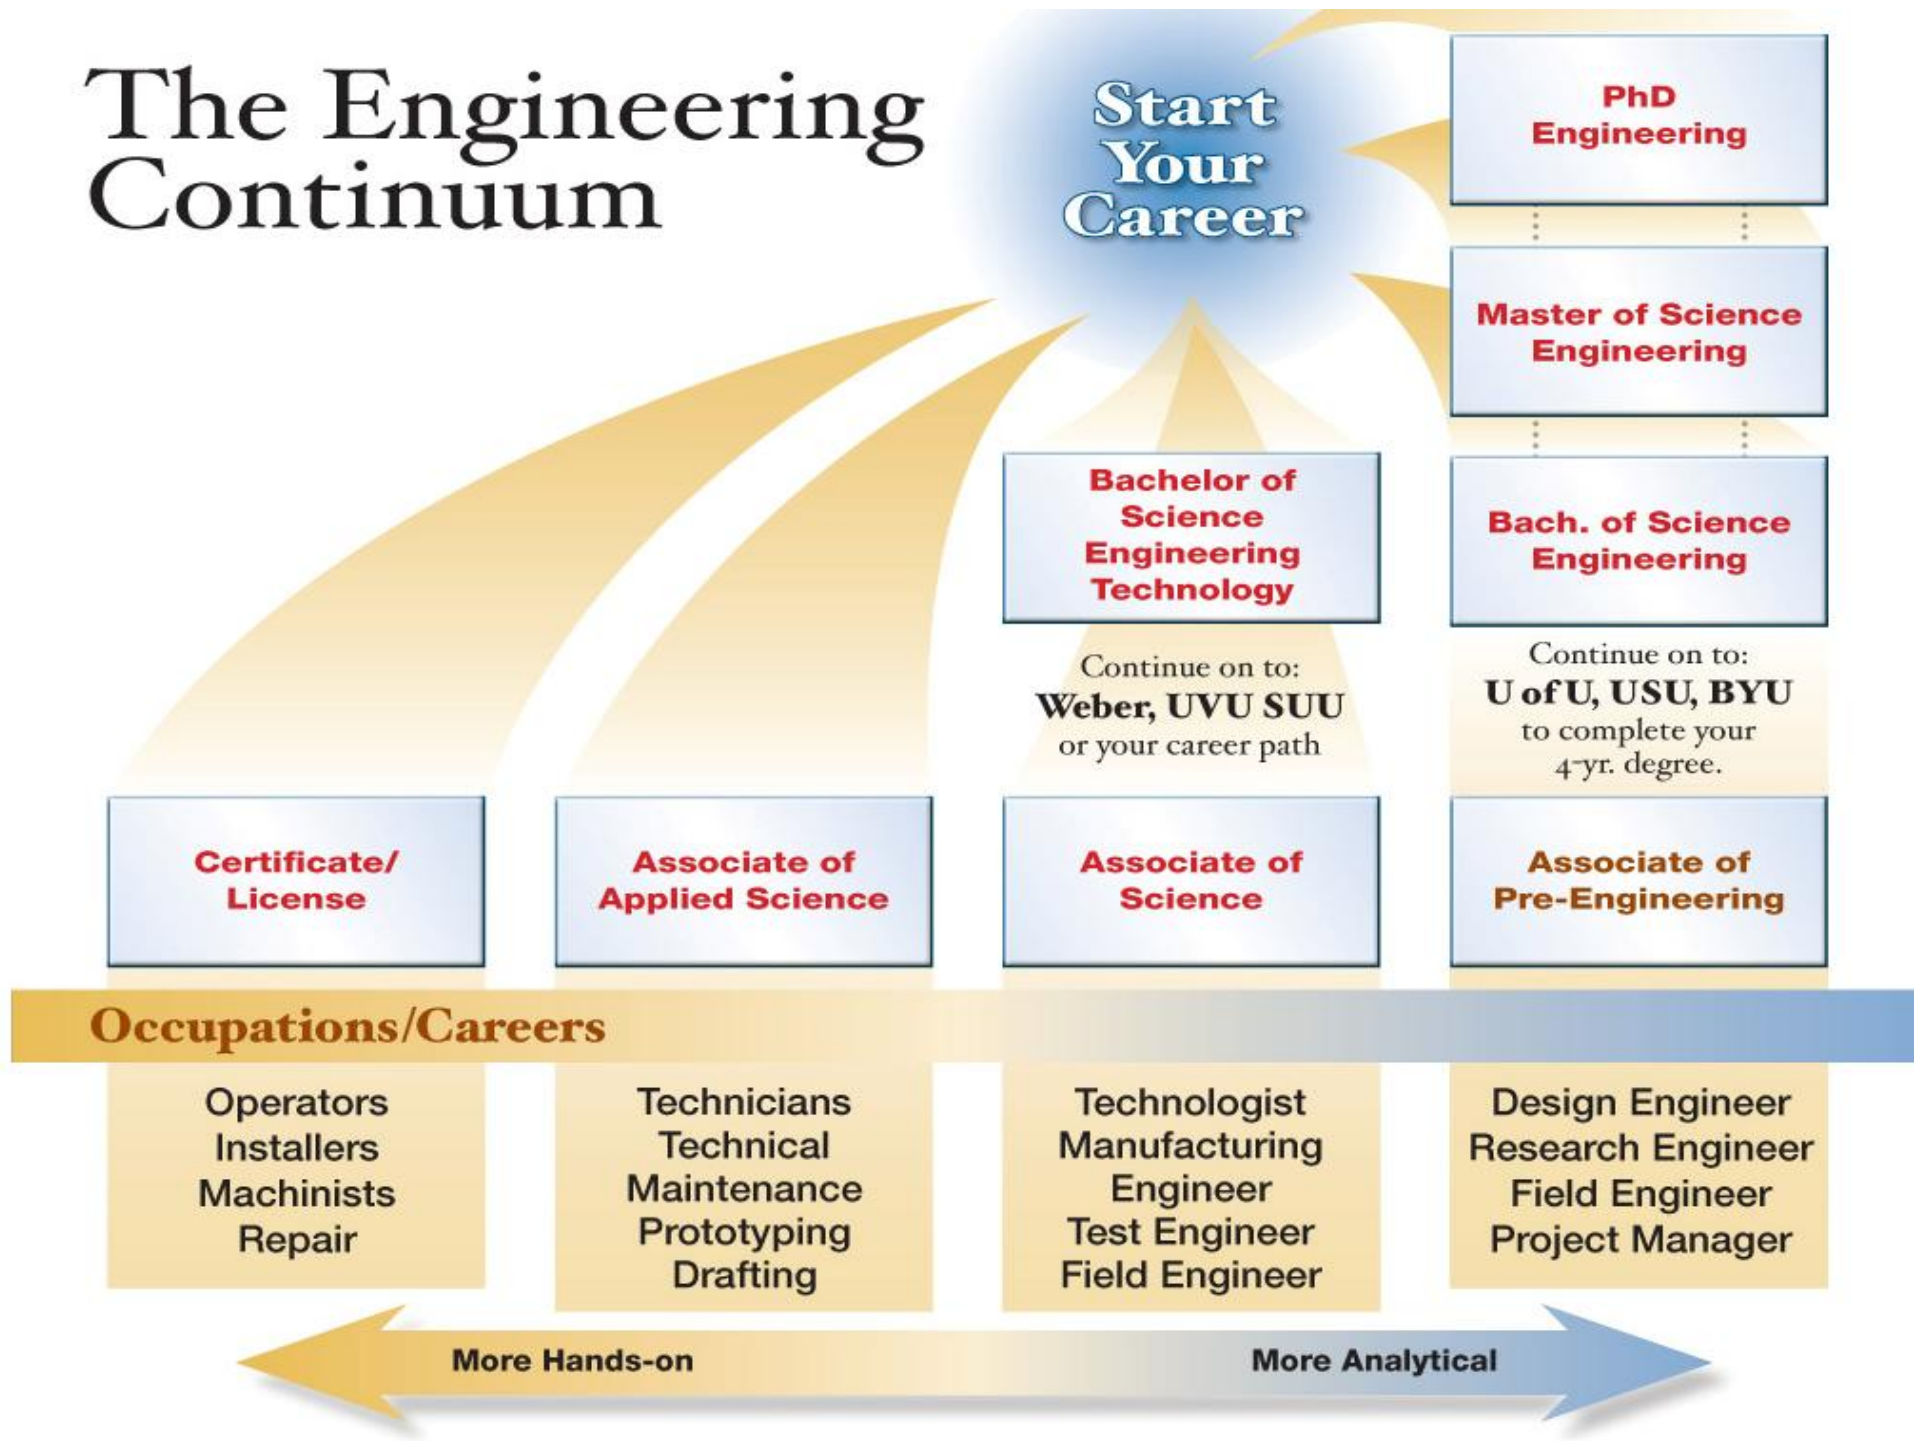 The Engineering
Continuum
Start
Your
Career
PhD
Engineering
Master of Science
Engineering
Bachelor of
Science
Engineering
Technology
Bach. of Science
Engineering
Continue on to:
Weber, UVU SUU
or your career path
Continue on to:
U of U, USU, BYU
to complete your
4-yr. degree.
Certificate/
License
Associate of
Applied Science
Associate of
Science
Associate of
Pre-Engineering
Occupations/Careers
Operators
Installers
Machinists
Repair
Technicians
Technical
Maintenance
Prototyping
Drafting
Technologist
Manufacturing
Engineer
Test Engineer
Field Engineer
Design Engineer
Research Engineer
Field Engineer
Project Manager
More Hands-on
More Analytical